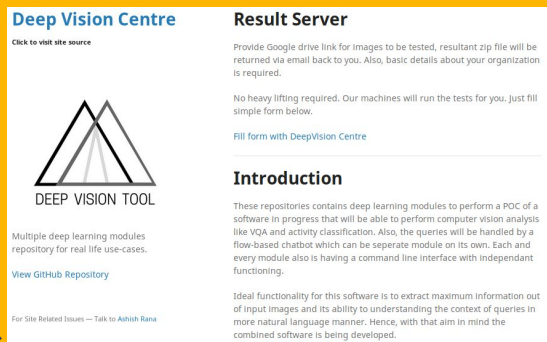 Deep Vision Centre
Click to visit site source
DEEP VISION TOOL
Multiple deep learning modules
repository for real life use-cases.
View GitHub Repository
For Site Related Issues — Talk to Ashish Rana
Result Server
Provide Google drive link for images to be tested, resultant zip file will be
returned via email back to you. Also, basic details about your organization
is required.
No heavy lifting required. Our machines will run the tests for you. Just fill
simple form below.
Fill form with DeepVision Centre
Introduction
These repositories contains deep learning modules to perform a POC of a
software in progress that will be able to perform computer vision analysis
like VQA and activity classification. Also, the queries will be handled by a
flow-based chatbot which can be seperate module on its own. Each and
every module also is having a command line interface with independant
functioning.
Ideal functionality for this software is to extract maximum information out
of input images and its ability to understanding the context of queries in
more natural language manner. Hence, with that aim in mind the
combined software is being developed.